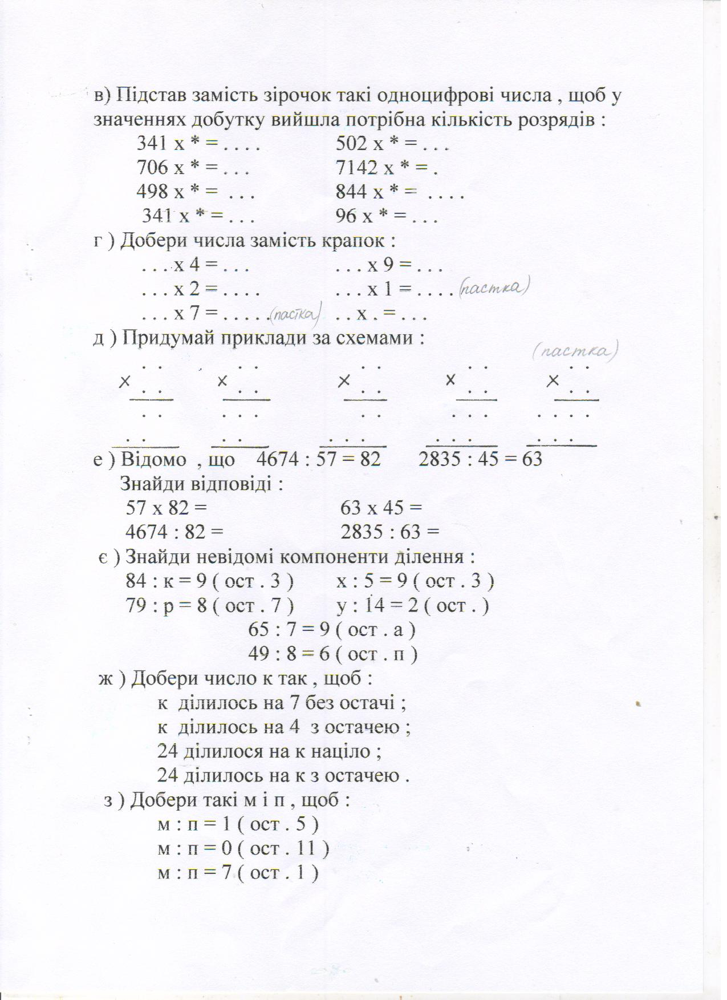 в) Підстав замість зірочок такі одноцифрові числа , щоб у
значеннях добутку вийшла потрібна кількість розрядів :
341 х * = . . . . 502 х * = . . .
706 х * = . . . 7142 х * = .
498 х * = . . . 844 х * = . . . .
341 х * = . . . 96 х * = . . .
г ) Добери числа замість крапок :
. . . х 4 = . . . . . . х 9 = . . .
. . . х 2 = . . . . . . . х 1 = . . . . (пастка)
. . . х 7 = . . . . . (пастка) . . х . = . . .
д ) Придумай приклади за схемами :
(пастка)
. . . . . . . . . .
х х х х х
. . . . . . . . . .
. . . . . . . . . . . . . .
. . . . . . . . . . . . .
е ) Відомо , що 4674 : 57 = 82 2835 : 45 = 63
Знайди відповіді :
57 х 82 = 63 х 45 =
4674 : 82 = 2835 : 63 =
є ) Знайди невідомі компоненти ділення :
84 : к = 9 ( ост . 3 ) х : 5 = 9 ( ост . 3 )
79 : р = 8 ( ост . 7 ) у : 14 = 2 ( ост . )
65 : 7 = 9 ( ост . а )
49 : 8 = 6 ( ост . п )
ж ) Добери число к так , щоб :
к ділилось на 7 без остачі ;
к ділилось на 4 з остачею ;
24 ділилося на к націло ;
24 ділилось на к з остачею .
з ) Добери такі м і п , щоб :
м : п = 1 ( ост . 5 )
м : п = 0 ( ост . 11 )
м : п = 7 ( ост . 1 )